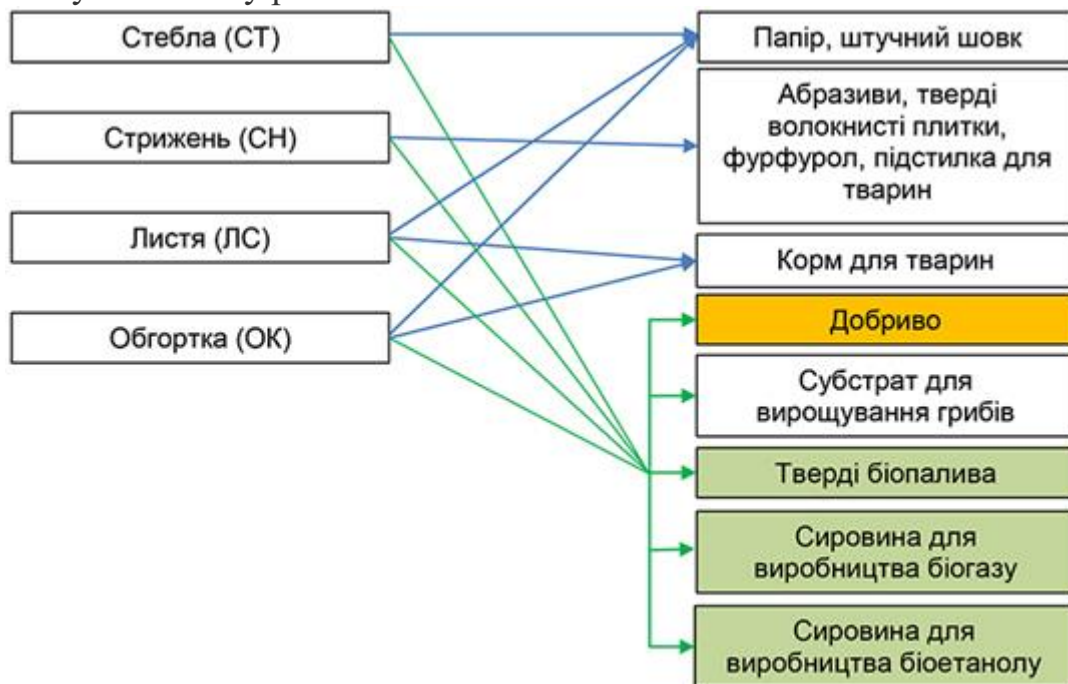 Стебла (СТ)
Папір, штучний шовк
Абразиви, тверді
волокнисті плитки,
фурфурол, підстилка для
тварин
Стрижень (СН)
Листя (ЛС)
Корм для тварин
Обгортка (ОК)
Добриво
Субстрат для
вирощування грибів
Тверді біопалива
Сировина для
виробництва біогазу
Сировина для
виробництва біоетанолу